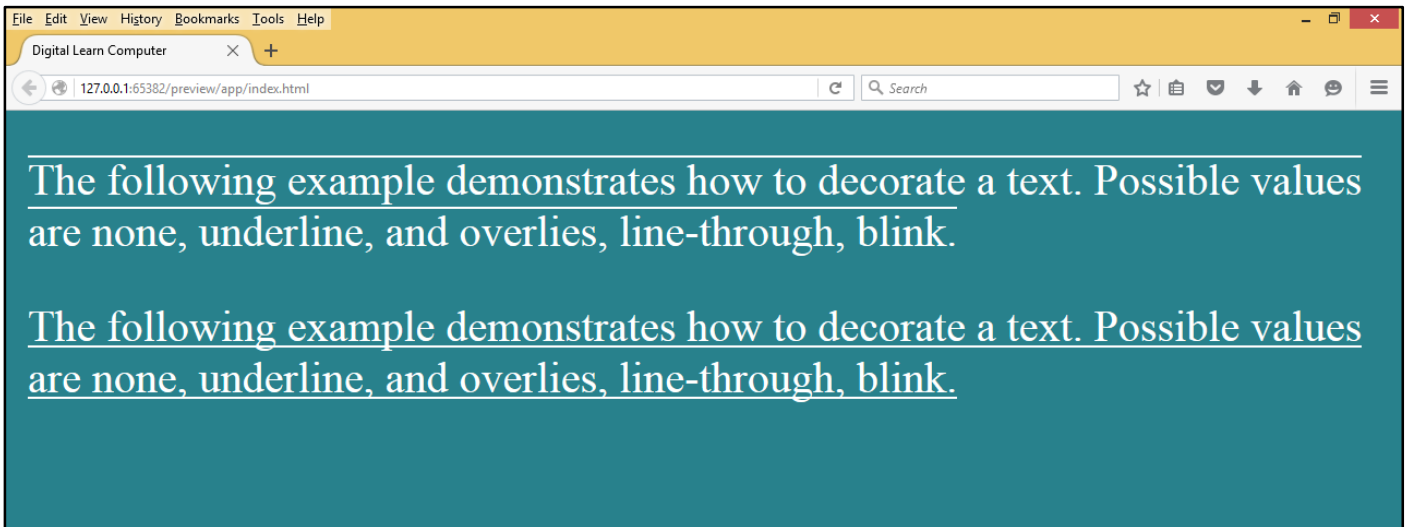 File Edit View History Bookmarks Tools Help
Digital Learn Computer
127.0.0.1:65382/preview/app/index.html
Search
The following example demonstrates how to decorate a text. Possible values
are none, underline, and overlies, line-through, blink.
The following example demonstrates how to decorate a text. Possible values
are none, underline, and overlies, line-through, blink.